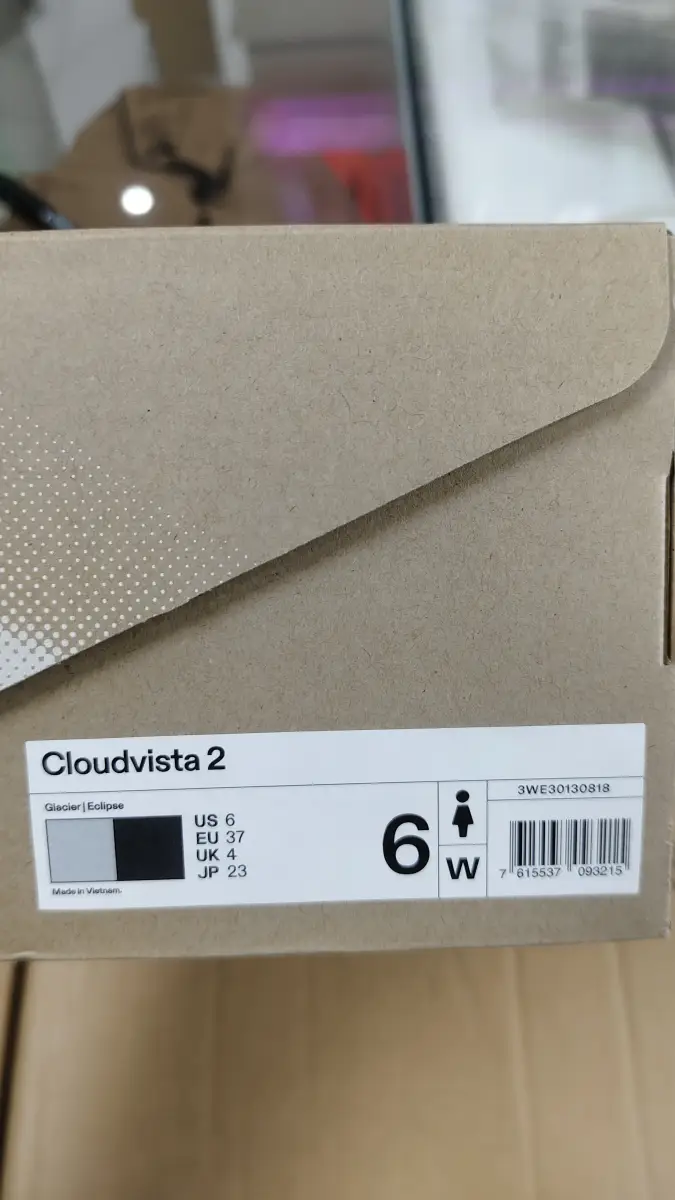 Cloudvista 2
Glacier | Eclipse
US 6
EU 37
UK 4
JP 23
Made in Vietnam.
6
W
3WE30130818
7 615537 093215